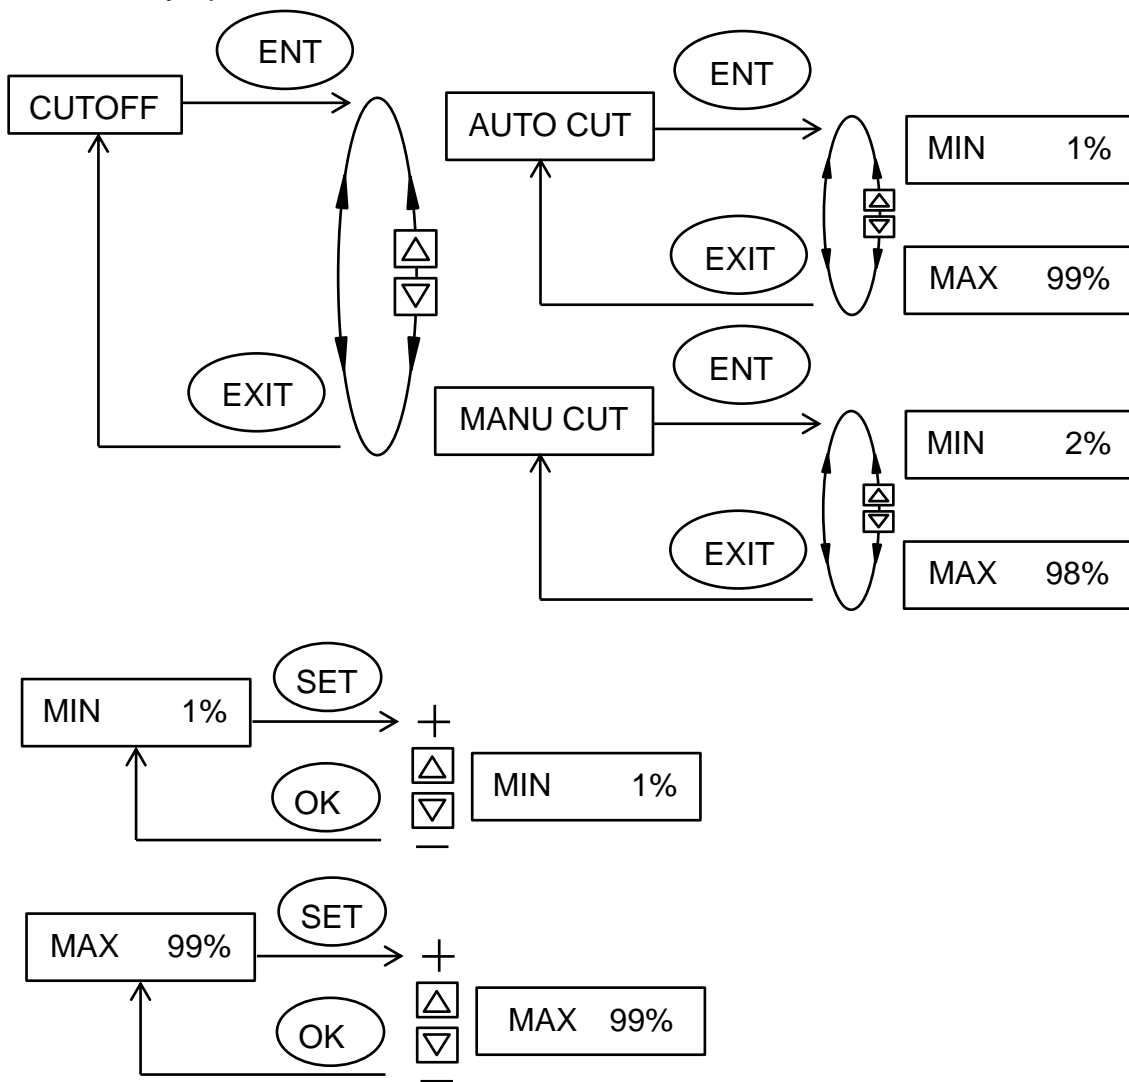 ENT
CUTOFF
EXIT
ENT
AUTO CUT
EXIT
MIN 1%
MAX 99%
ENT
MANU CUT
EXIT
MIN 2%
MAX 98%
SET
MIN 1%
OK
MIN 1%
SET
MAX 99%
OK
MAX 99%